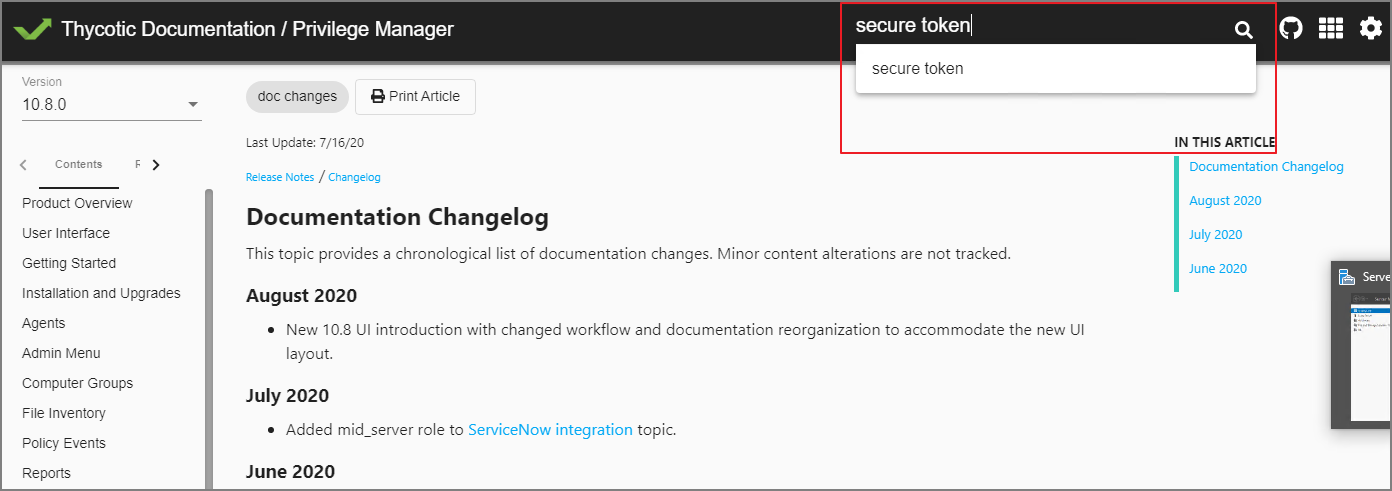 Thycotic Documentation / Privilege Manager
secure token
secure token
Version
10.8.0
Contents
R
Product Overview
User Interface
Getting Started
Installation and Upgrades
Agents
Admin Menu
Computer Groups
File Inventory
Policy Events
Reports
doc changes
Print Article
Last Update: 7/16/20
Release Notes / Changelog
Documentation Changelog
This topic provides a chronological list of documentation changes. Minor content alterations are not tracked.
August 2020
• New 10.8 UI introduction with changed workflow and documentation reorganization to accommodate the new UI
layout.
July 2020
• Added mid_server role to ServiceNow integration topic.
June 2020
IN THIS ARTICLE
Documentation Changelog
August 2020
July 2020
June 2020
Serve